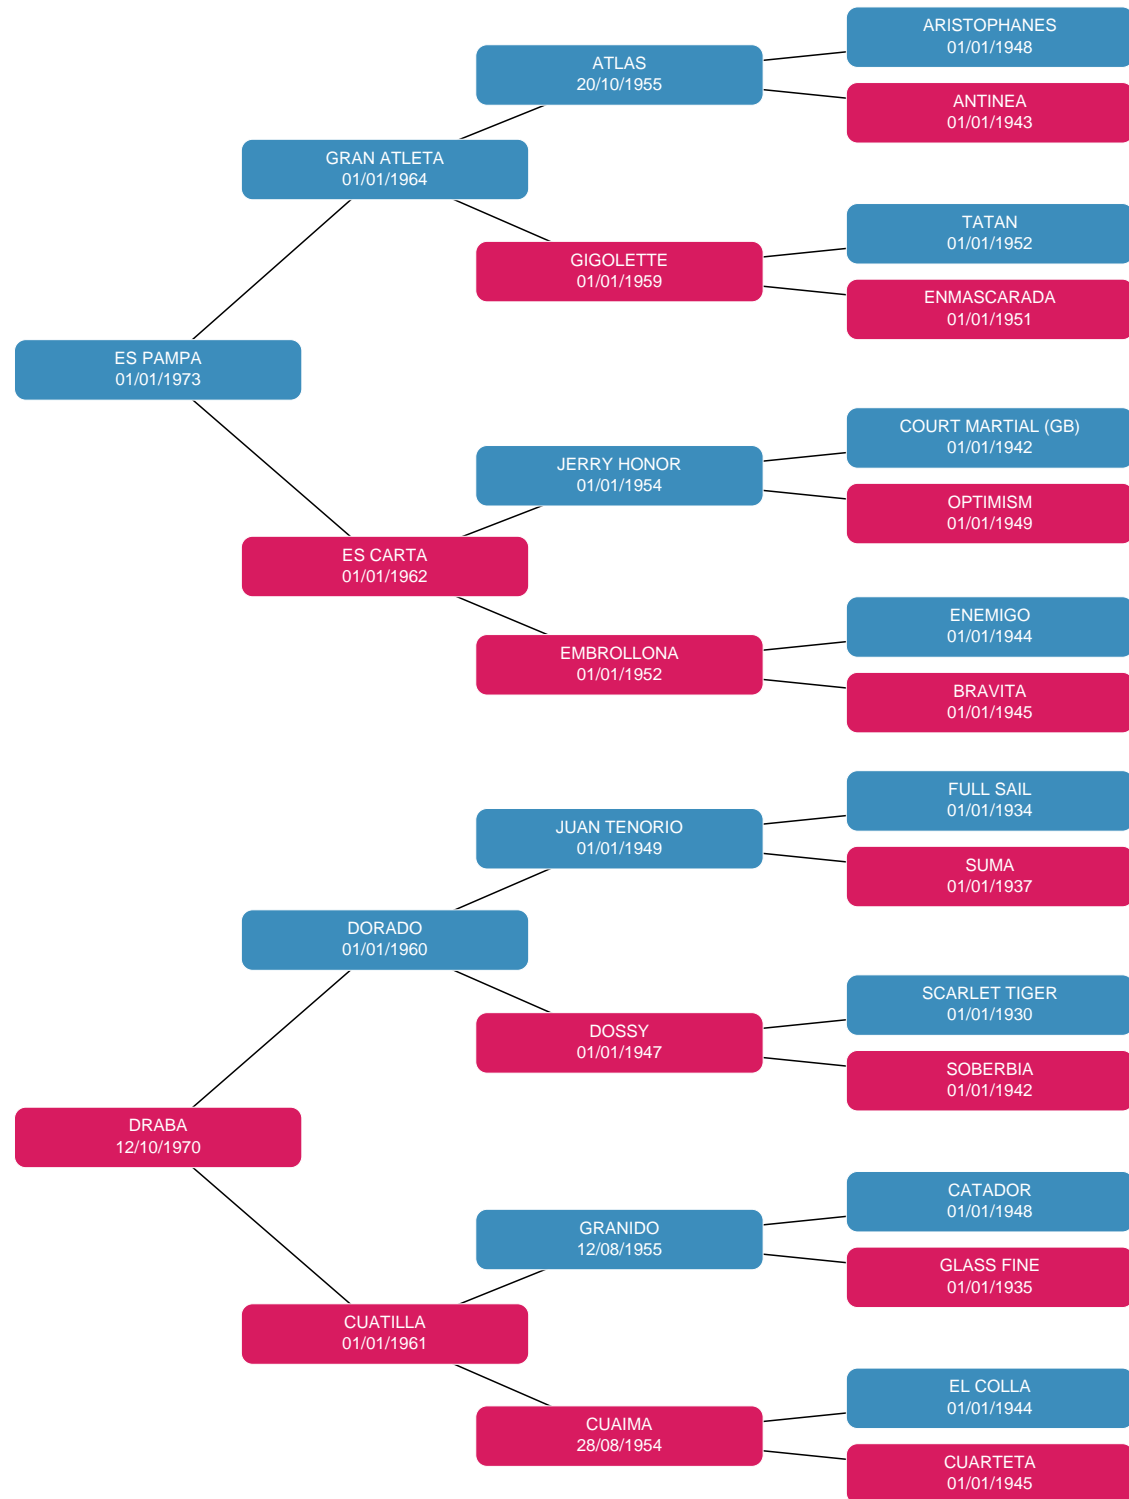 ARISTOPHANES
01/01/1948
ATLAS
20/10/1955
ANTINEA
01/01/1943
GRAN ATLETA
01/01/1964
TATAN
01/01/1952
GIGOLETTE
01/01/1959
ENMASCARADA
01/01/1951
ES PAMPA
01/01/1973
COURT MARTIAL (GB)
01/01/1942
JERRY HONOR
01/01/1954
OPTIMISM
01/01/1949
ES CARTA
01/01/1962
ENEMIGO
01/01/1944
EMBROLLONA
01/01/1952
BRAVITA
01/01/1945
FULL SAIL
01/01/1934
JUAN TENORIO
01/01/1949
SUMA
01/01/1937
DORADO
01/01/1960
SCARLET TIGER
01/01/1930
DOSSY
01/01/1947
SOBERBIA
01/01/1942
DRABA
12/10/1970
CATADOR
01/01/1948
GRANIDO
12/08/1955
GLASS FINE
01/01/1935
CUATILLA
01/01/1961
EL COLLA
01/01/1944
CUAIMA
28/08/1954
CUARTETA
01/01/1945